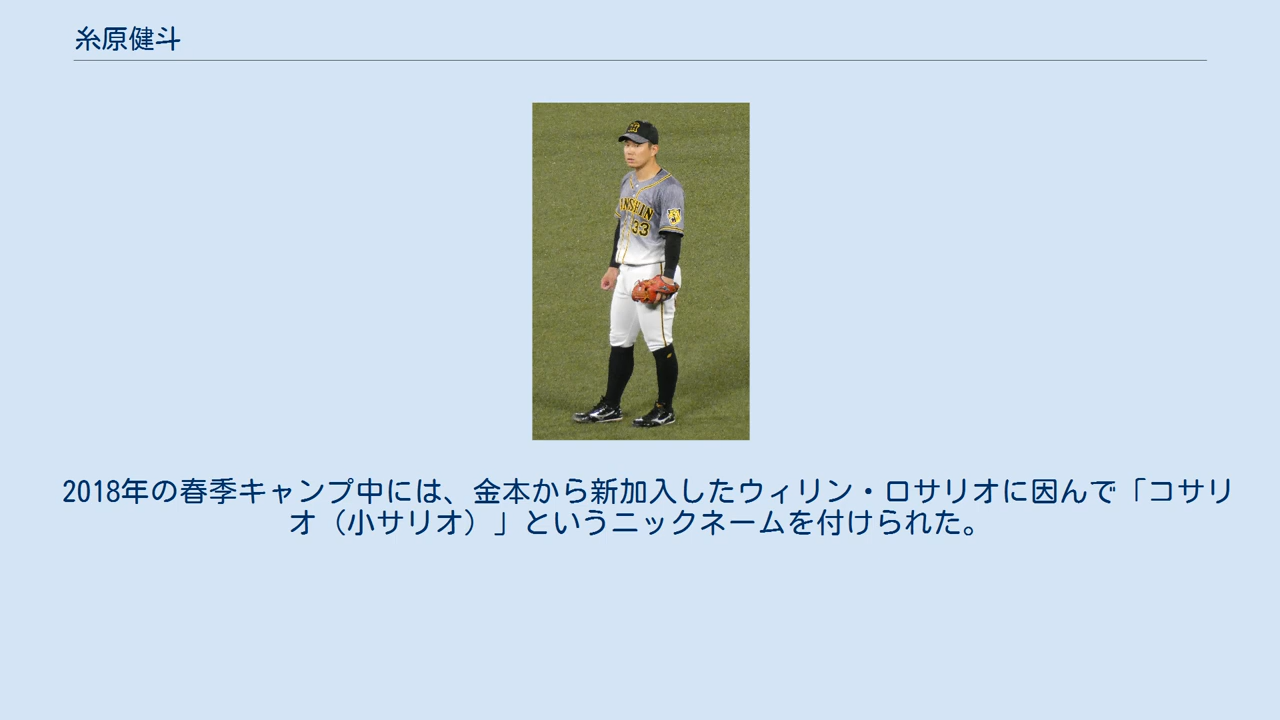 糸原健斗
ANSHIN
33
2018年の春季キャンプ中には、金本から新加入したウィリン・ロサリオに因んで「コサリ
オ（小サリオ）」というニックネームを付けられた。